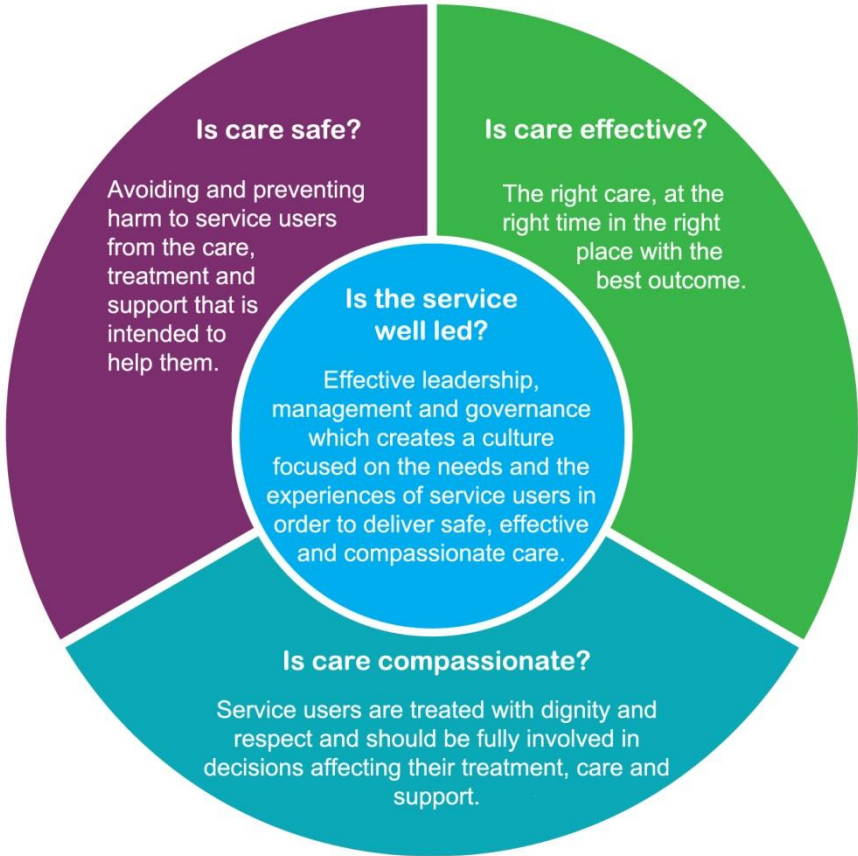 Is care safe?
Avoiding and preventing
harm to service users
from the care,
treatment and
support that is
intended to
help them.
Is care effective?
The right care, at the
right time in the right
place with the
best outcome.
Is the service
well led?
Effective leadership,
management and governance
which creates a culture
focused on the needs and the
experiences of service users in
order to deliver safe, effective
and compassionate care.
Is care compassionate?
Service users are treated with dignity and
respect and should be fully involved in
decisions affecting their treatment, care and
support.